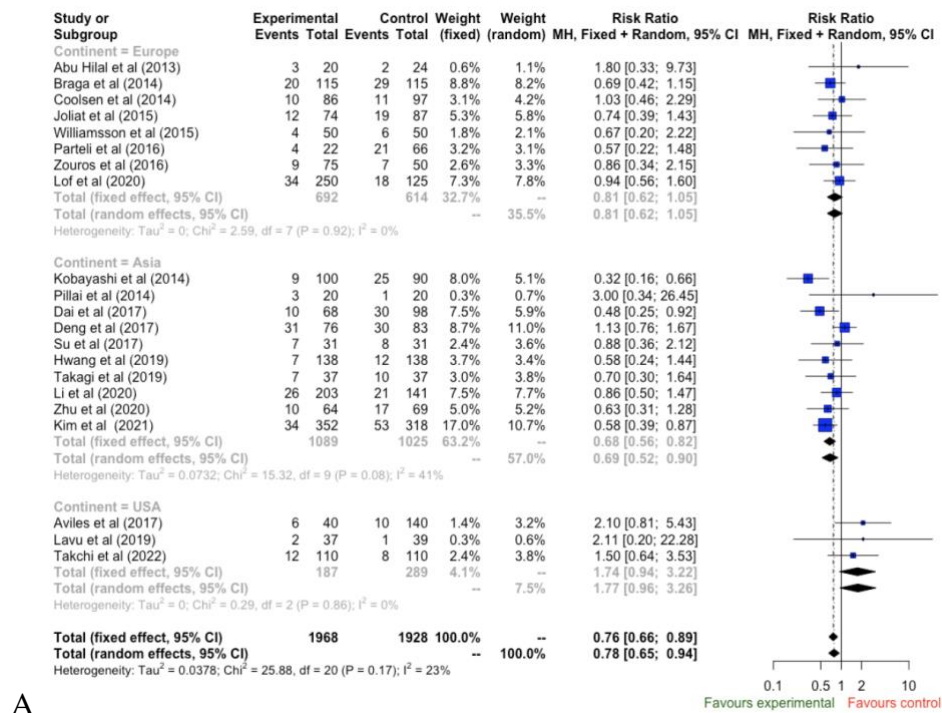 Study or Experimental Control Weight Weight Risk Ratio Risk Ratio
Subgroup Events Total Events Total (fixed) (random) MH, Fixed + Random, 95% CI MH, Fixed + Random, 95% CI
Continent = Europe
Abu Hilal et al (2013) 3 20 2 24 0.6% 1.1% 1.80 [0.33; 9.73]
Braga et al (2014) 20 115 29 115 8.8% 8.2% 0.69 [0.42; 1.15]
Coolsen et al (2014) 10 86 11 97 3.1% 4.2% 1.03 [0.46; 2.29]
Joliat et al (2015) 12 74 19 87 5.3% 5.8% 0.74 [0.39; 1.43]
Williamsson et al (2015) 4 50 6 50 1.8% 2.1% 0.67 [0.20; 2.22]
Parteli et al (2016) 4 22 21 66 3.2% 3.7% 0.57 [0.22; 1.48]
Zouros et al (2016) 9 75 7 50 2.6% 3.3% 0.86 [0.34; 2.15]
Lof et al (2020) 34 250 18 125 7.3% 7.8% 0.94 [0.56; 1.60]
Total (fixed effect, 95% CI) 692 614 32.7% -- 0.81 [0.62; 1.05]
Total (random effects, 95% CI) -- 35.5% 0.81 [0.62; 1.05]
Heterogeneity: Tau² = 0; Chi² = 2.59, df = 7 (P = 0.92); I² = 0%
Continent = Asia
Kobayashi et al (2014) 9 100 25 90 8.0% 5.1% 0.32 [0.16; 0.66]
Pillai et al (2014) 3 20 1 20 0.3% 0.7% 3.00 [0.34; 26.45]
Dai et al (2017) 10 68 30 98 7.5% 5.9% 0.48 [0.25; 0.92]
Deng et al (2017) 31 76 30 83 8.7% 11.0% 1.13 [0.76; 1.67]
Su et al (2017) 7 31 8 31 2.4% 3.6% 0.88 [0.36; 2.12]
Hwang et al (2019) 7 138 12 138 3.7% 3.4% 0.58 [0.24; 1.44]
Takagi et al (2019) 7 37 10 37 3.0% 3.8% 0.70 [0.30; 1.64]
Li et al (2020) 26 203 21 141 7.5% 7.7% 0.86 [0.50; 1.47]
Zhu et al (2020) 10 64 17 69 5.0% 5.2% 0.63 [0.31; 1.28]
Kim et al (2021) 34 352 53 318 17.0% 10.7% 0.58 [0.39; 0.87]
Total (fixed effect, 95% CI) 1089 1025 63.2% -- 0.68 [0.56; 0.82]
Total (random effects, 95% CI) -- 57.0% 0.69 [0.52; 0.90]
Heterogeneity: Tau² = 0.0732; Chi² = 15.32, df = 9 (P = 0.08); I² = 41%
Continent = USA
Aviles et al (2017) 6 40 10 140 1.4% 3.2% 2.10 [0.81; 5.43]
Lavu et al (2019) 2 37 1 39 0.3% 0.6% 2.11 [0.20; 22.28]
Takchi et al (2022) 12 110 8 110 2.4% 3.8% 1.50 [0.64; 3.53]
Total (fixed effect, 95% CI) 187 289 4.1% -- 1.74 [0.94; 3.22]
Total (random effects, 95% CI) -- 7.5% 1.77 [0.96; 3.26]
Heterogeneity: Tau² = 0; Chi² = 0.29, df = 2 (P = 0.86); I² = 0%
Total (fixed effect, 95% CI) 1968 1928 100.0% -- 0.76 [0.66; 0.89]
Total (random effects, 95% CI) -- 100.0% 0.78 [0.65; 0.94]
Heterogeneity: Tau² = 0.0378; Chi² = 25.88, df = 20 (P = 0.17); I² = 23%
0.1 0.5 1 2 10
A Favours experimental Favours control